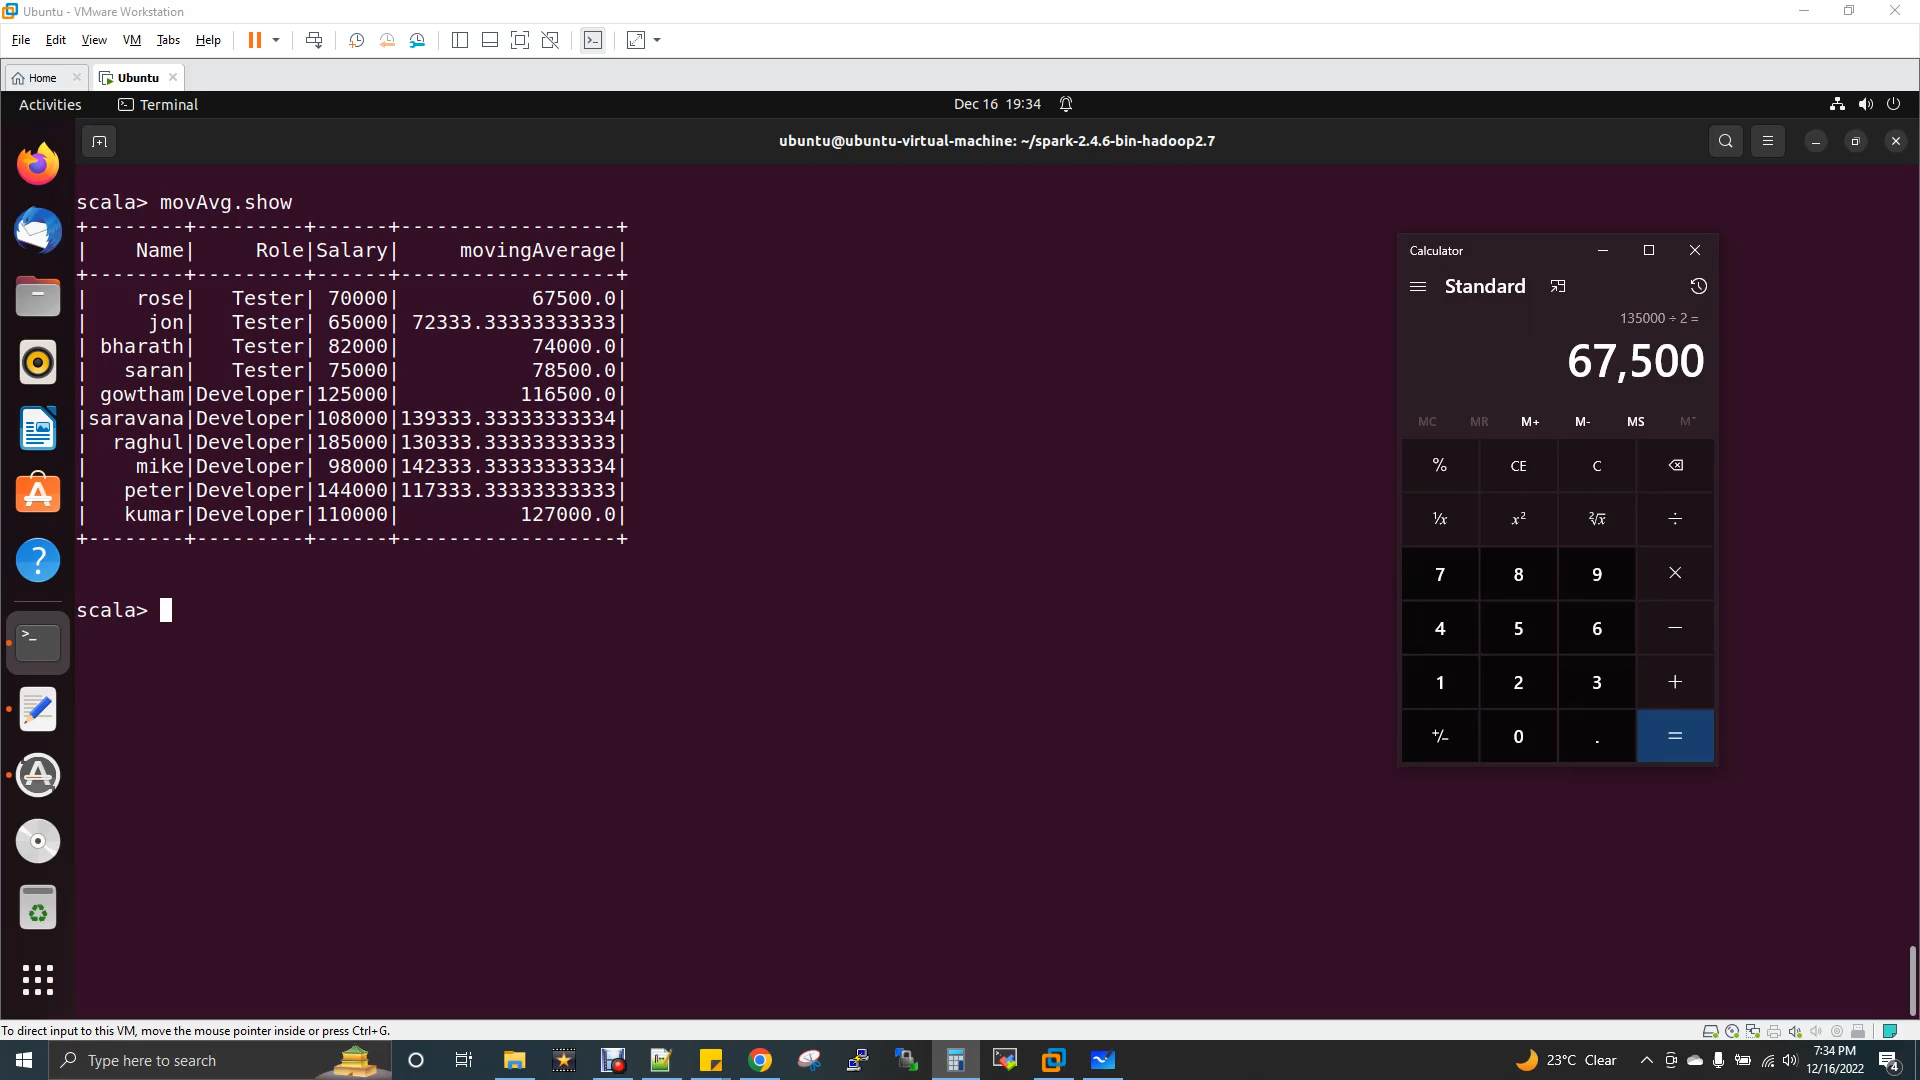 Ubuntu - VMware Workstation
File Edit View VM Tabs Help
Home Ubuntu
Activities Terminal Dec 16 19:34
ubuntu@ubuntu-virtual-machine: ~/spark-2.4.6-bin-hadoop2.7
scala> movAvg.show
+--------+---------+------+------------------+
|    Name|     Role|Salary|     movingAverage|
+--------+---------+------+------------------+
|    rose|   Tester| 70000|           67500.0|
|     jon|   Tester| 65000| 72333.33333333333|
| bharath|   Tester| 82000|           74000.0|
|   saran|   Tester| 75000|           78500.0|
| gowtham|Developer|125000|          116500.0|
|saravana|Developer|108000|139333.33333333334|
|  raghul|Developer|185000|130333.33333333333|
|    mike|Developer| 98000|142333.33333333334|
|   peter|Developer|144000|117333.33333333333|
|   kumar|Developer|110000|          127000.0|
+--------+---------+------+------------------+
scala>
Calculator
Standard
135000 ÷ 2 =
67,500
MC MR M+ M- MS M˅
% CE C
¹/x x² ²√x ÷
7 8 9 ×
4 5 6 −
1 2 3 +
+/- 0 . =
To direct input to this VM, move the mouse pointer inside or press Ctrl+G.
Type here to search
23°C Clear
7:34 PM
12/16/2022
4